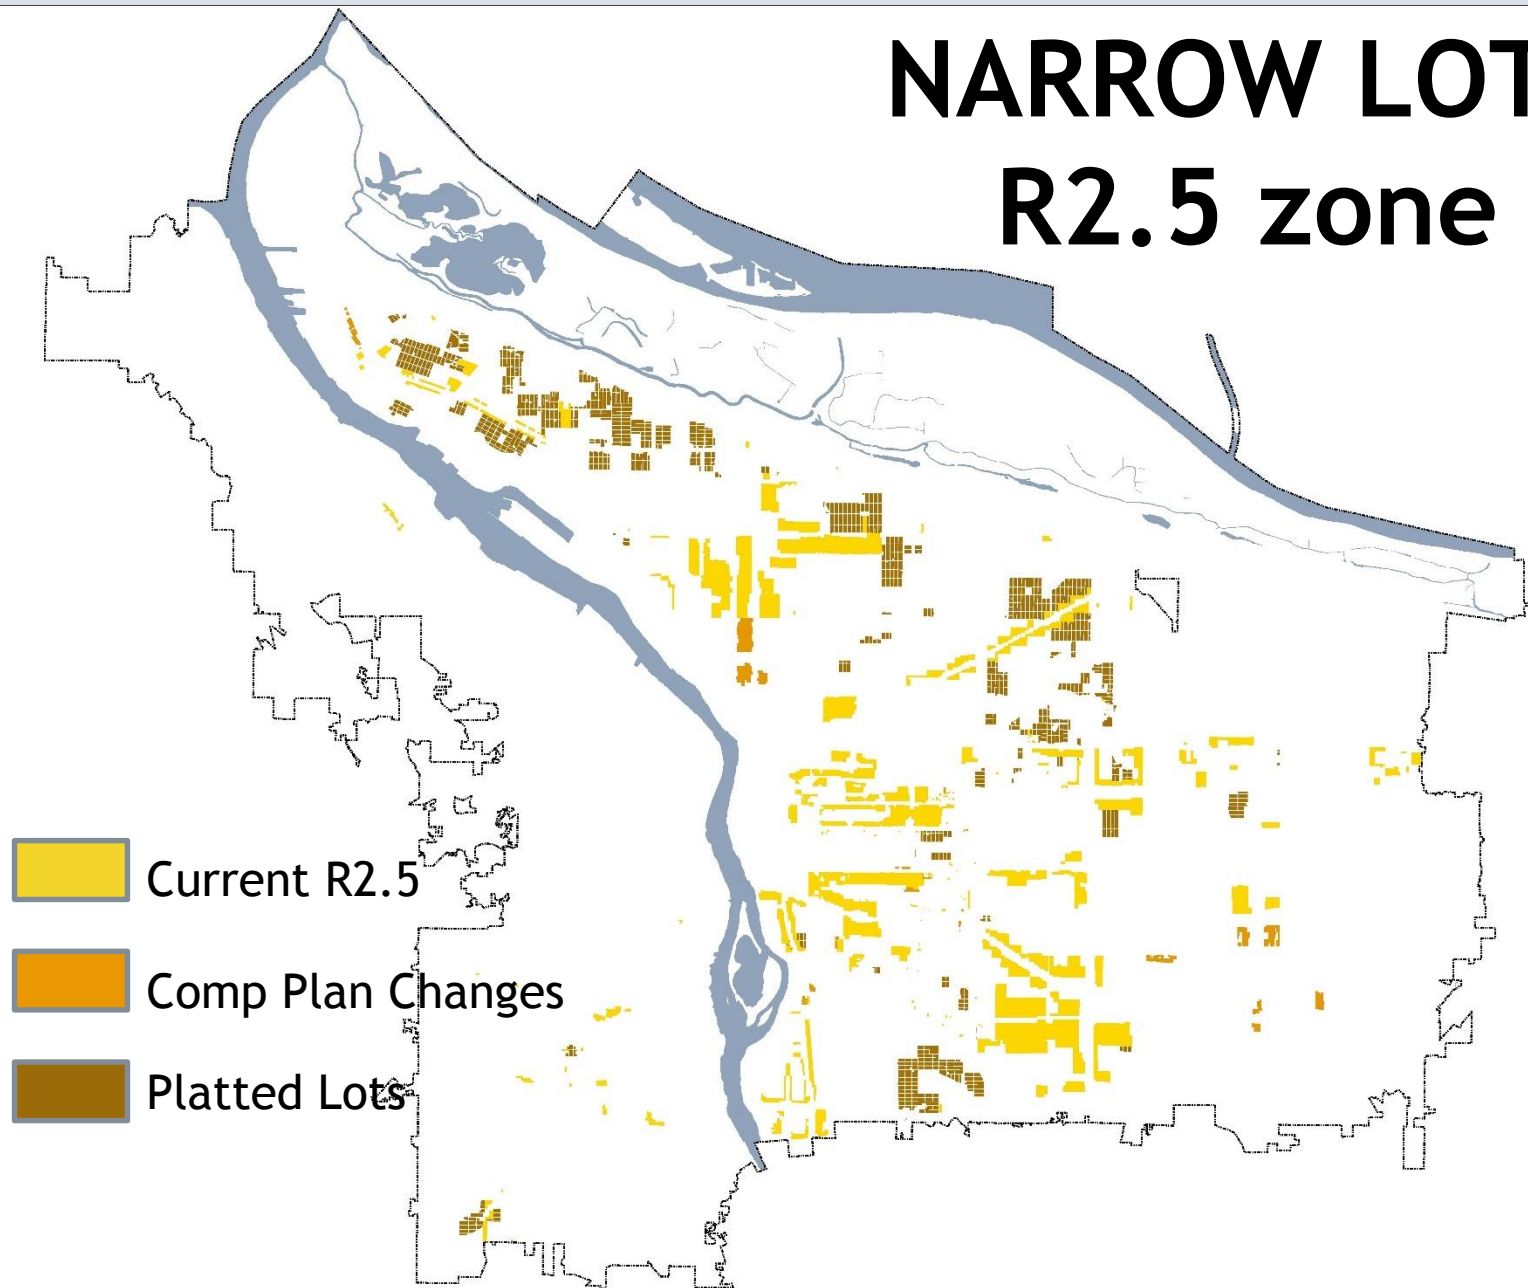 NARROW LOT
R2.5 zone
Current R2.5
Comp Plan Changes
Platted Lots